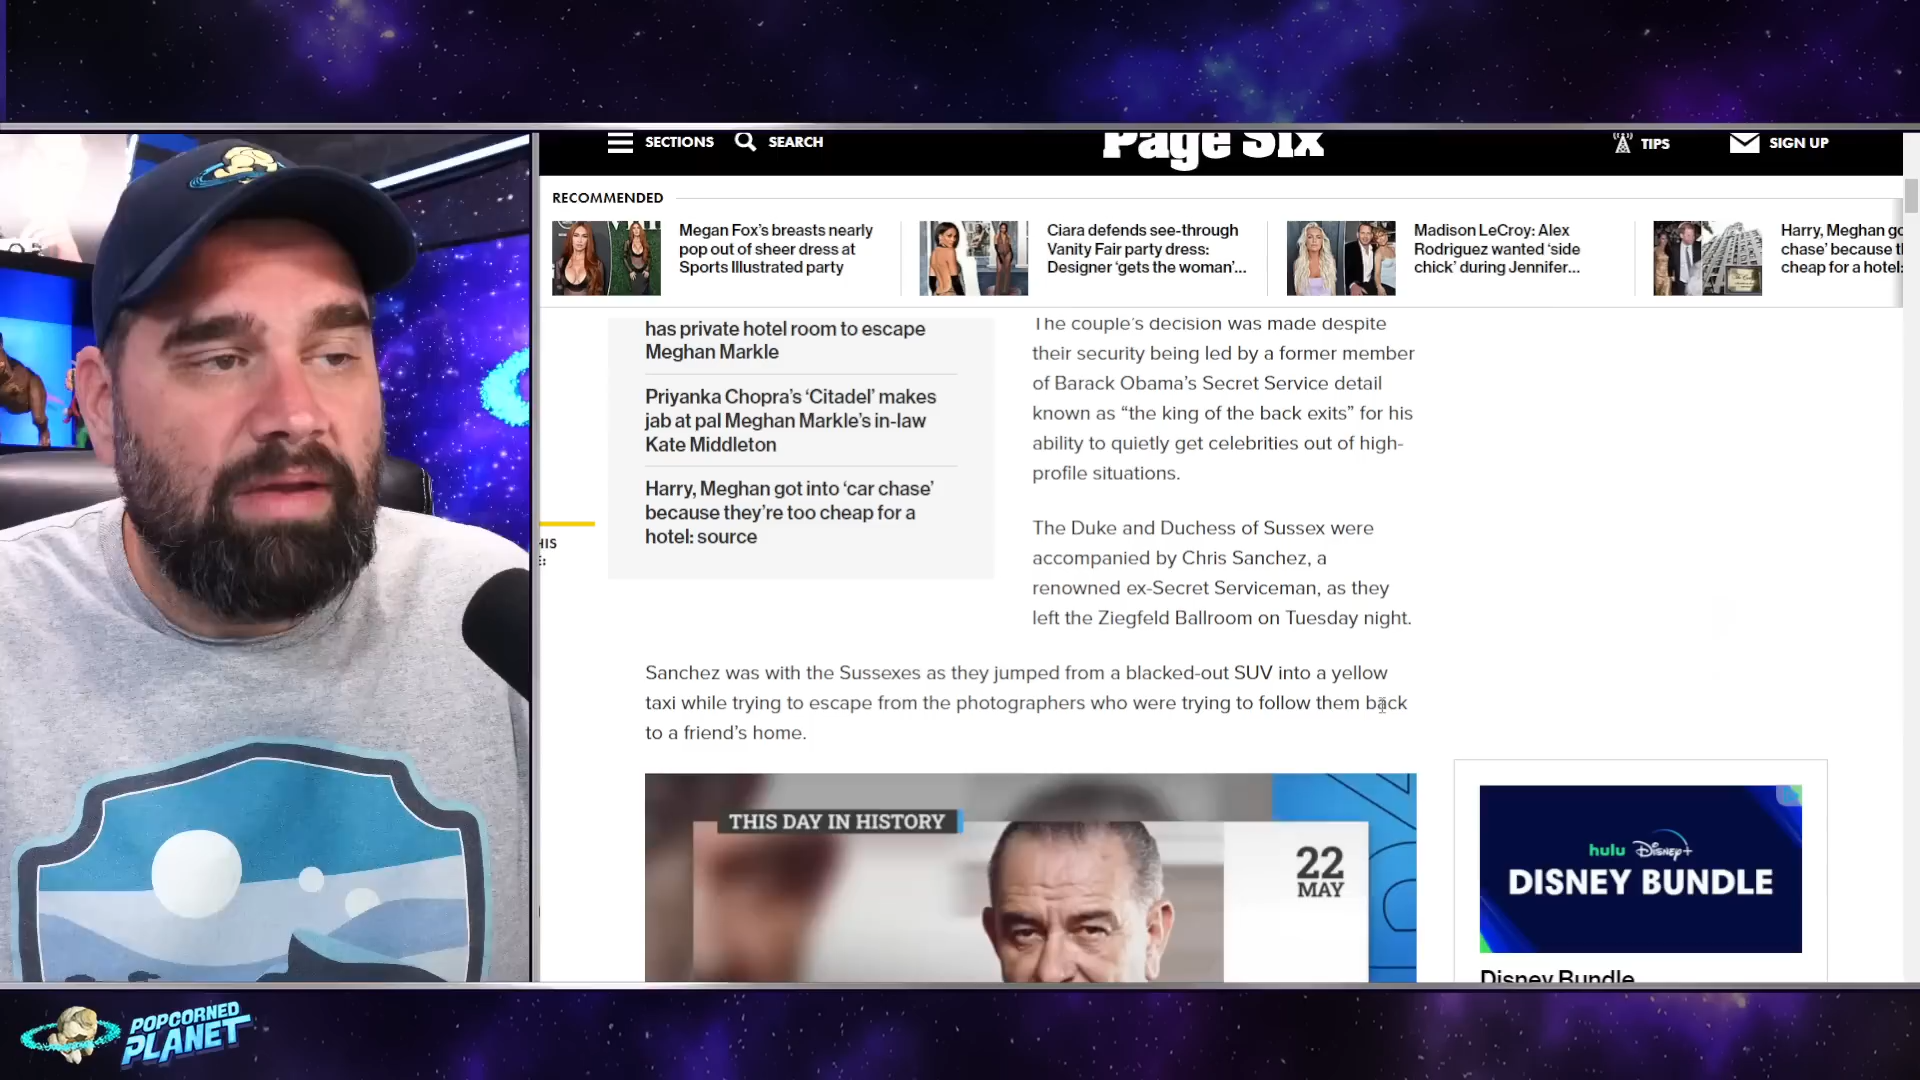 SECTIONS
SEARCH
Page Six
TIPS
SIGN UP
RECOMMENDED
Megan Fox's breasts nearly
pop out of sheer dress at
Sports Illustrated party
Ciara defends see-through
Vanity Fair party dress:
Designer ‘gets the woman’...
Madison LeCroy: Alex
Rodriguez wanted ‘side
chick’ during Jennifer...
Harry, Meghan go
chase’ because t
cheap for a hotel:
has private hotel room to escape
Meghan Markle
Priyanka Chopra’s ‘Citadel’ makes
jab at pal Meghan Markle’s in-law
Kate Middleton
Harry, Meghan got into ‘car chase’
because they’re too cheap for a
hotel: source
HIS
E:
The couple’s decision was made despite
their security being led by a former member
of Barack Obama’s Secret Service detail
known as “the king of the back exits” for his
ability to quietly get celebrities out of high-
profile situations.
The Duke and Duchess of Sussex were
accompanied by Chris Sanchez, a
renowned ex-Secret Serviceman, as they
left the Ziegfeld Ballroom on Tuesday night.
Sanchez was with the Sussexes as they jumped from a blacked-out SUV into a yellow
taxi while trying to escape from the photographers who were trying to follow them back
to a friend’s home.
THIS DAY IN HISTORY
22
MAY
hulu Disney+
DISNEY BUNDLE
Disney Bundle
POPCORNED
PLANET